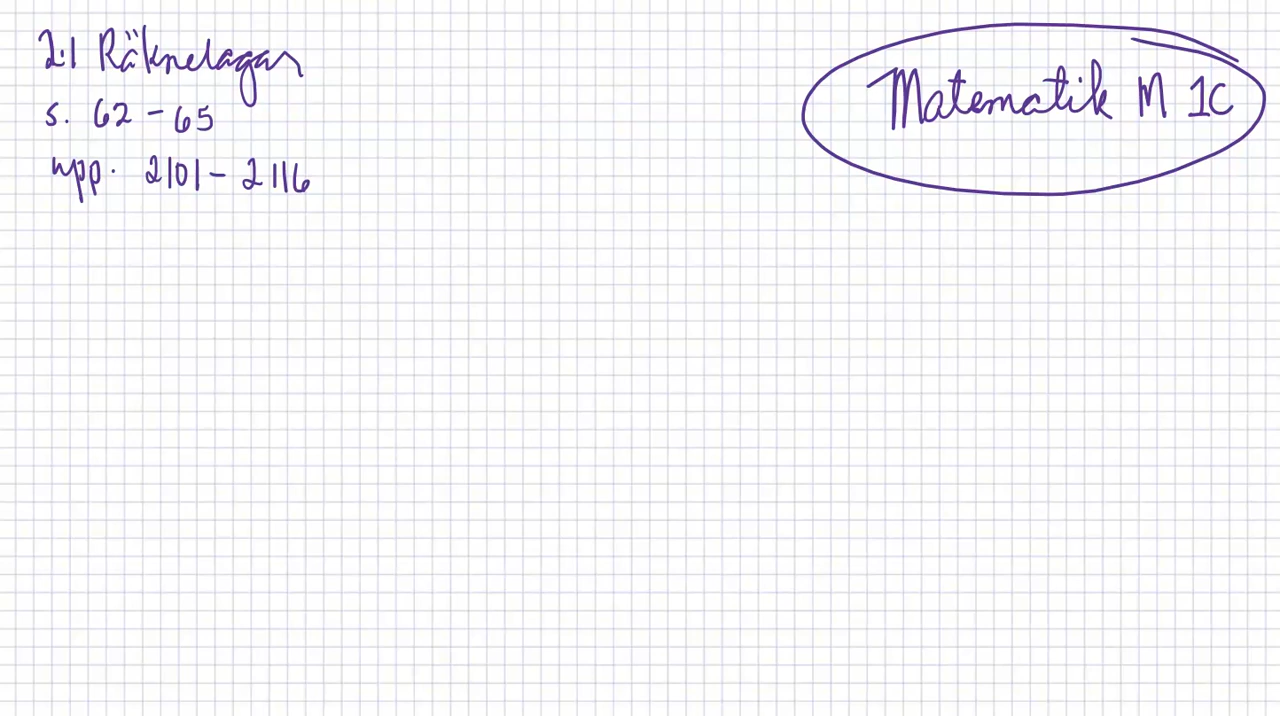 2.1 Räknelagar
s. 62 - 65
upp. 2101 - 2116
Matematik M 1C